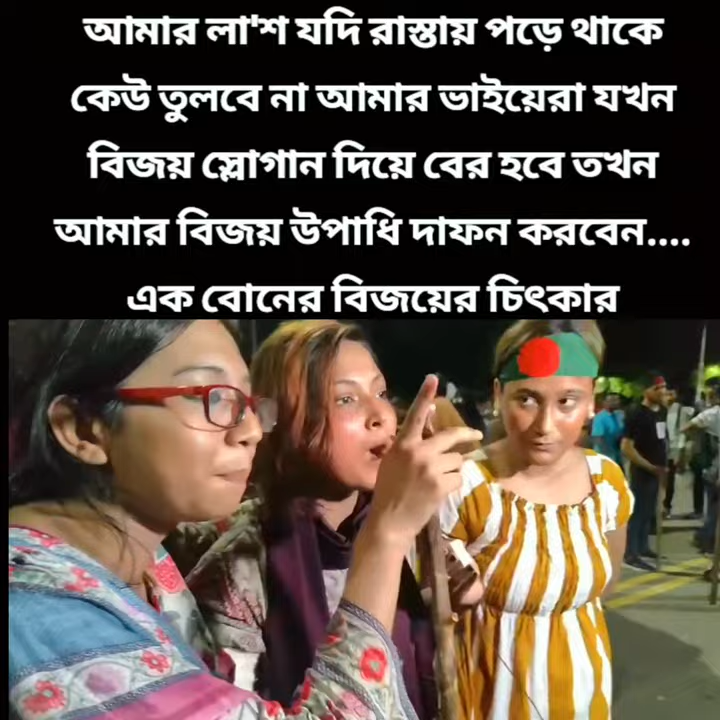 আমার লা'শ যদি রাস্তায় পড়ে থাকে
কেউ তুলবে না আমার ভাইয়েরা যখন
বিজয় স্লোগান দিয়ে বের হবে তখন
আমার বিজয় উপাধি দাফন করবেন....
এক বোনের বিজয়ের চিৎকার